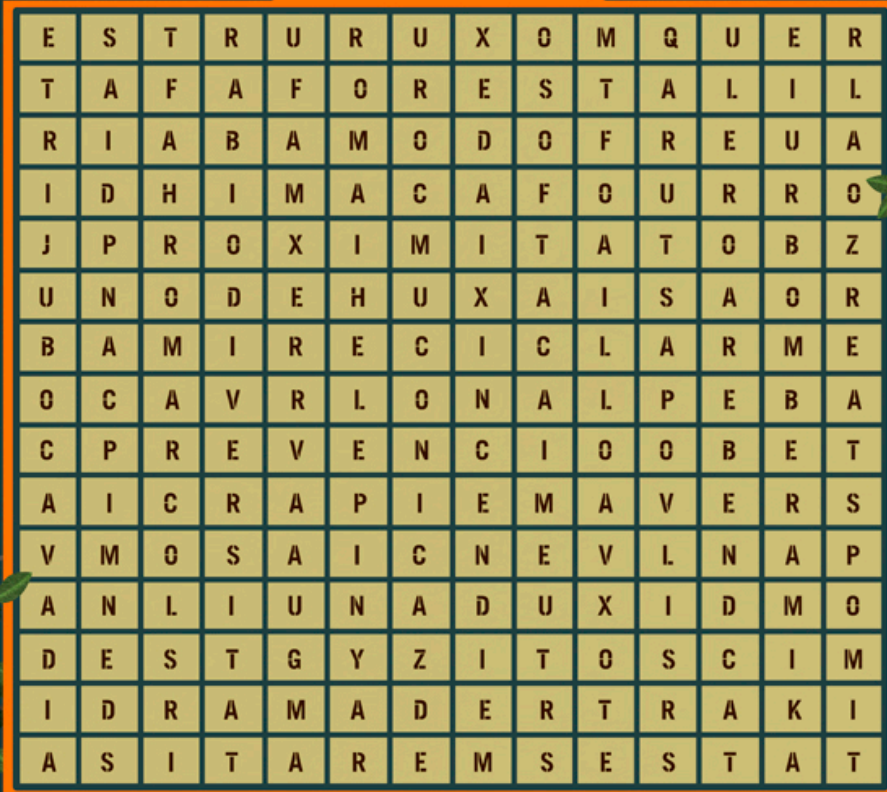 E S T R U R U X O M Q U E R
T A F A F O R E S T A L I L
R I A B A M O D O F R E U A
I D H I M A C A F O U R R O
J P R O X I M I T A T O B Z
U N O D E H U X A I S A O R
B A M I R E C I C L A R M E
O C A V R L O N A L P E B A
C P R E V E N C I O O B E T
A I C R A P I E M A V E R S
V M O S A I C N E V L N A P
A N L I U N A D U X I D M O
D E S T G Y Z I T O S C I M
I D R A M A D E R T R A K I
A S I T A R E M S E S T A T